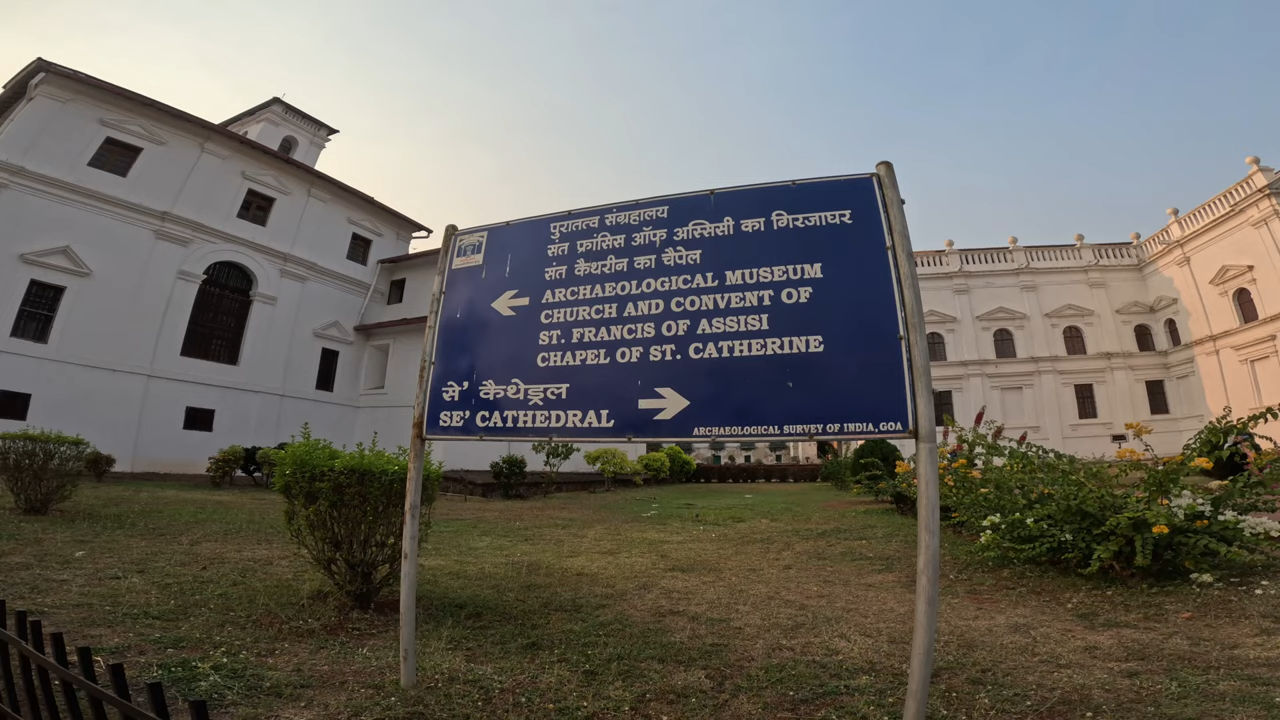 पुरातत्व संग्रहालय
संत फ्रांसिस ऑफ़ अस्सिसी का गिरजाघर
संत कैथरीन का चैपेल
ARCHAEOLOGICAL MUSEUM
CHURCH AND CONVENT OF
ST. FRANCIS OF ASSISI
CHAPEL OF ST. CATHERINE
से' कैथेड्रल
SE' CATHEDRAL
ARCHAEOLOGICAL SURVEY OF INDIA, GOA